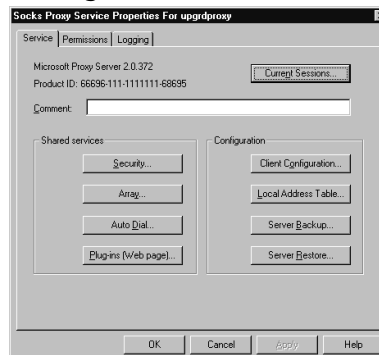 Socks Proxy Service Properties For upgrdproxy
Service Permissions Logging
Microsoft Proxy Server 2.0.372
Product ID: 66696-111-1111111-68695
Current Sessions...
Comment:
Shared services
Security...
Array...
Auto Dial...
Plug-ins (Web page)...
Configuration
Client Configuration...
Local Address Table...
Server Backup...
Server Restore...
OK Cancel Apply Help